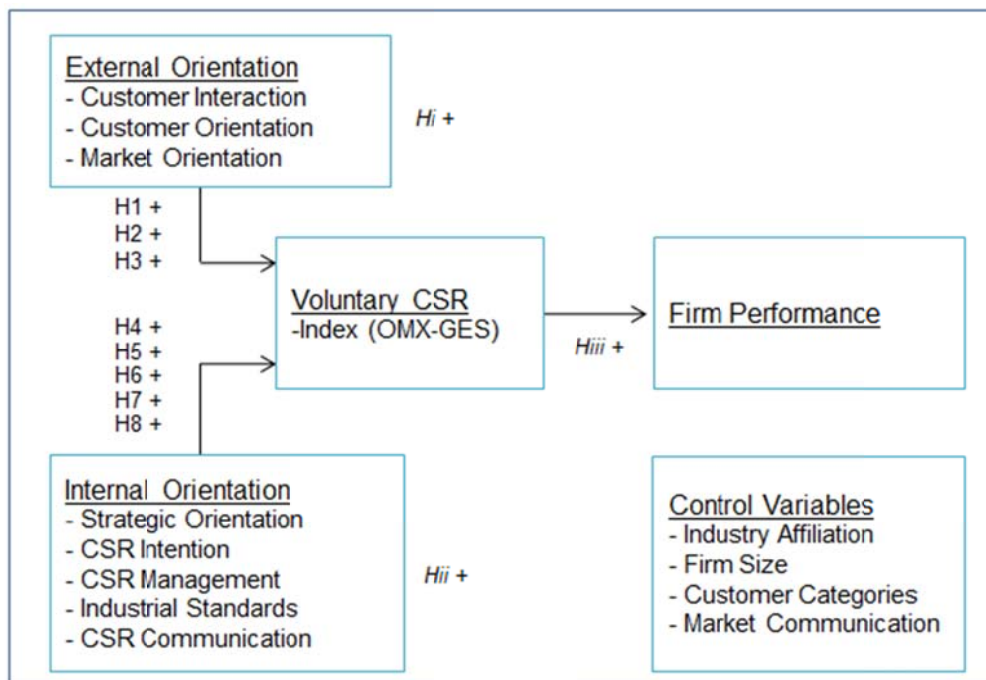 External Orientation
- Customer Interaction
- Customer Orientation
- Market Orientation
Hi +
H1 +
H2 +
H3 +
Voluntary CSR
-Index (OMX-GES)
Hiii +
Firm Performance
H4 +
H5 +
H6 +
H7 +
H8 +
Internal Orientation
- Strategic Orientation
- CSR Intention
- CSR Management
- Industrial Standards
- CSR Communication
Hii +
Control Variables
- Industry Affiliation
- Firm Size
- Customer Categories
- Market Communication